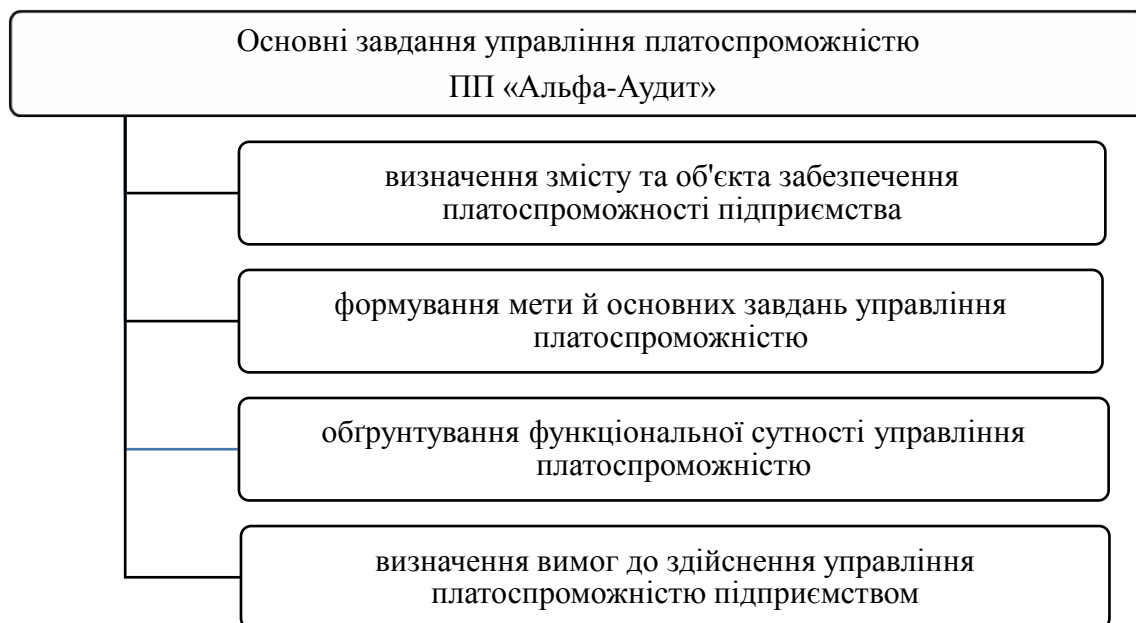 Основні завдання управління платоспроможністю
ПП «Альфа-Аудит»
визначення змісту та об'єкта забезпечення
платоспроможності підприємства
формування мети й основних завдань управління
платоспроможністю
обґрунтування функціональної сутності управління
платоспроможністю
визначення вимог до здійснення управління
платоспроможністю підприємством